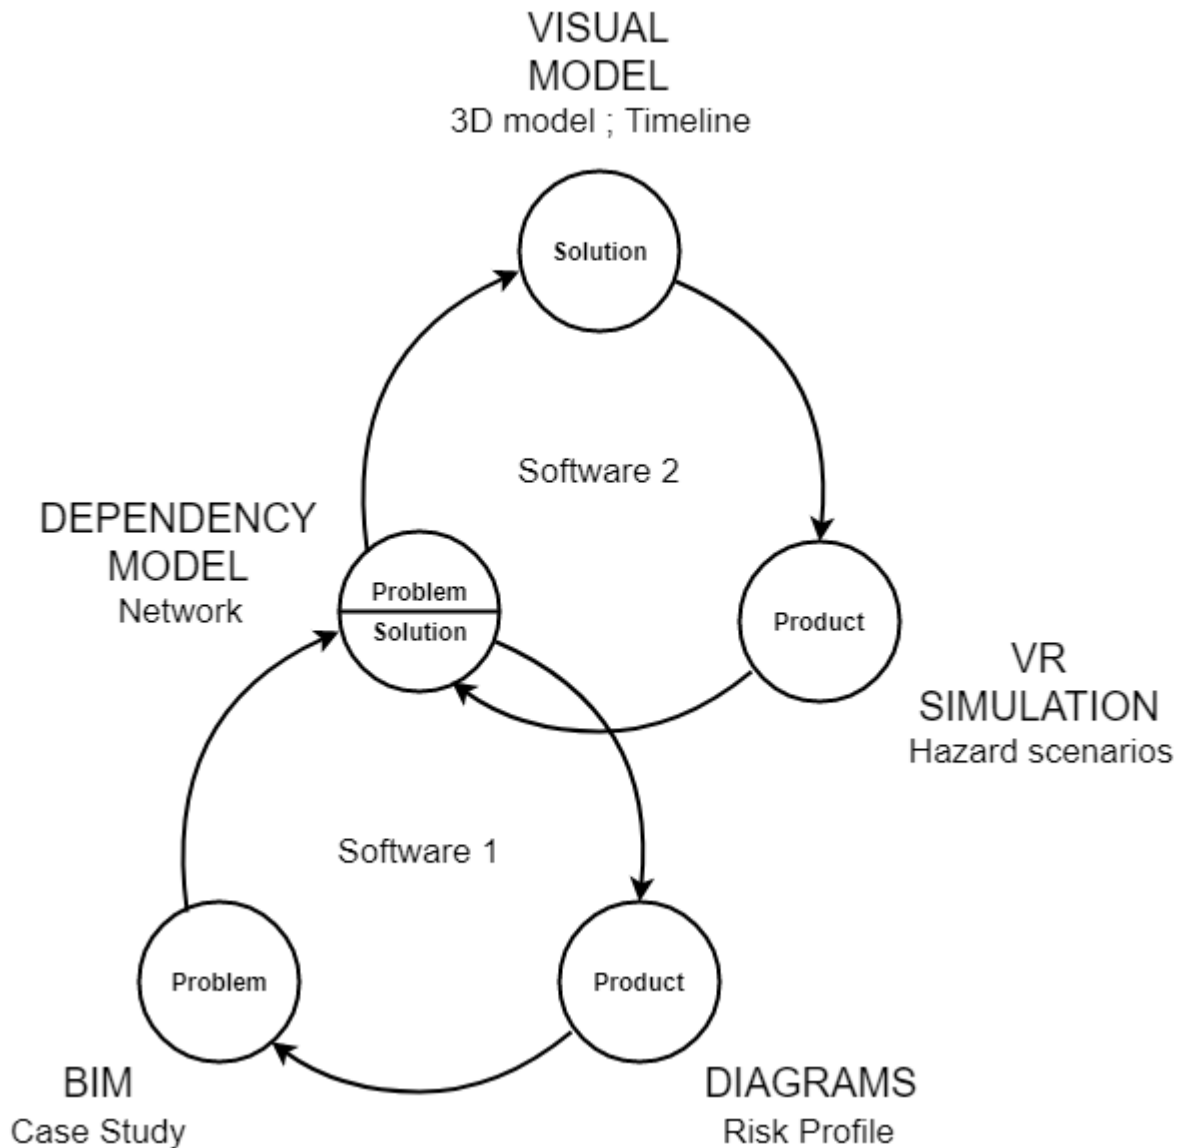 VISUAL
MODEL
3D model ; Timeline
Solution
Software 2
DEPENDENCY
MODEL
Network
Problem
Solution
Product
VR
SIMULATION
Hazard scenarios
Software 1
Problem
Product
BIM
Case Study
DIAGRAMS
Risk Profile